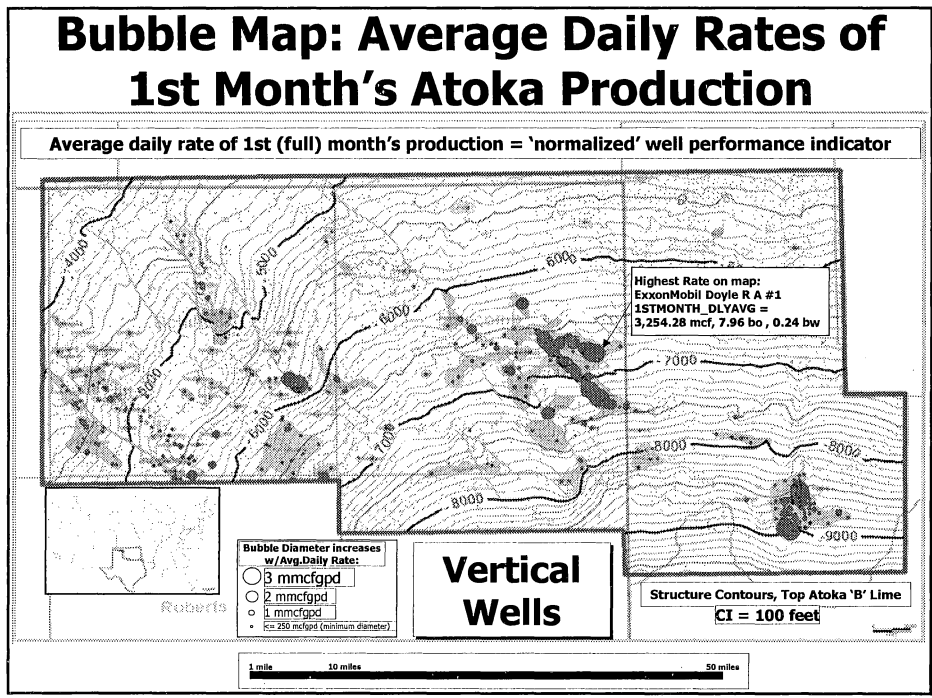 Bubble Map: Average Daily Rates of
1st Month's Atoka Production
Average daily rate of 1st (full) month's production = 'normalized' well performance indicator
-4000
-5000
-6000
-6000
Highest Rate on map:
ExxonMobil Doyle R A #1
1STMONTH_DLYAVG =
3,254.28 mcf, 7.96 bo , 0.24 bw
-7000
-5000
-6000
-7000
-8000
-8000
-8000
-9000
Roberts
Bubble Diameter increases
w/Avg.Daily Rate:
3 mmcfgpd
2 mmcfgpd
1 mmcfgpd
<= 250 mcfgpd (minimum diameter)
Vertical
Wells
Structure Contours, Top Atoka 'B' Lime
CI = 100 feet
1 mile 10 miles 50 miles